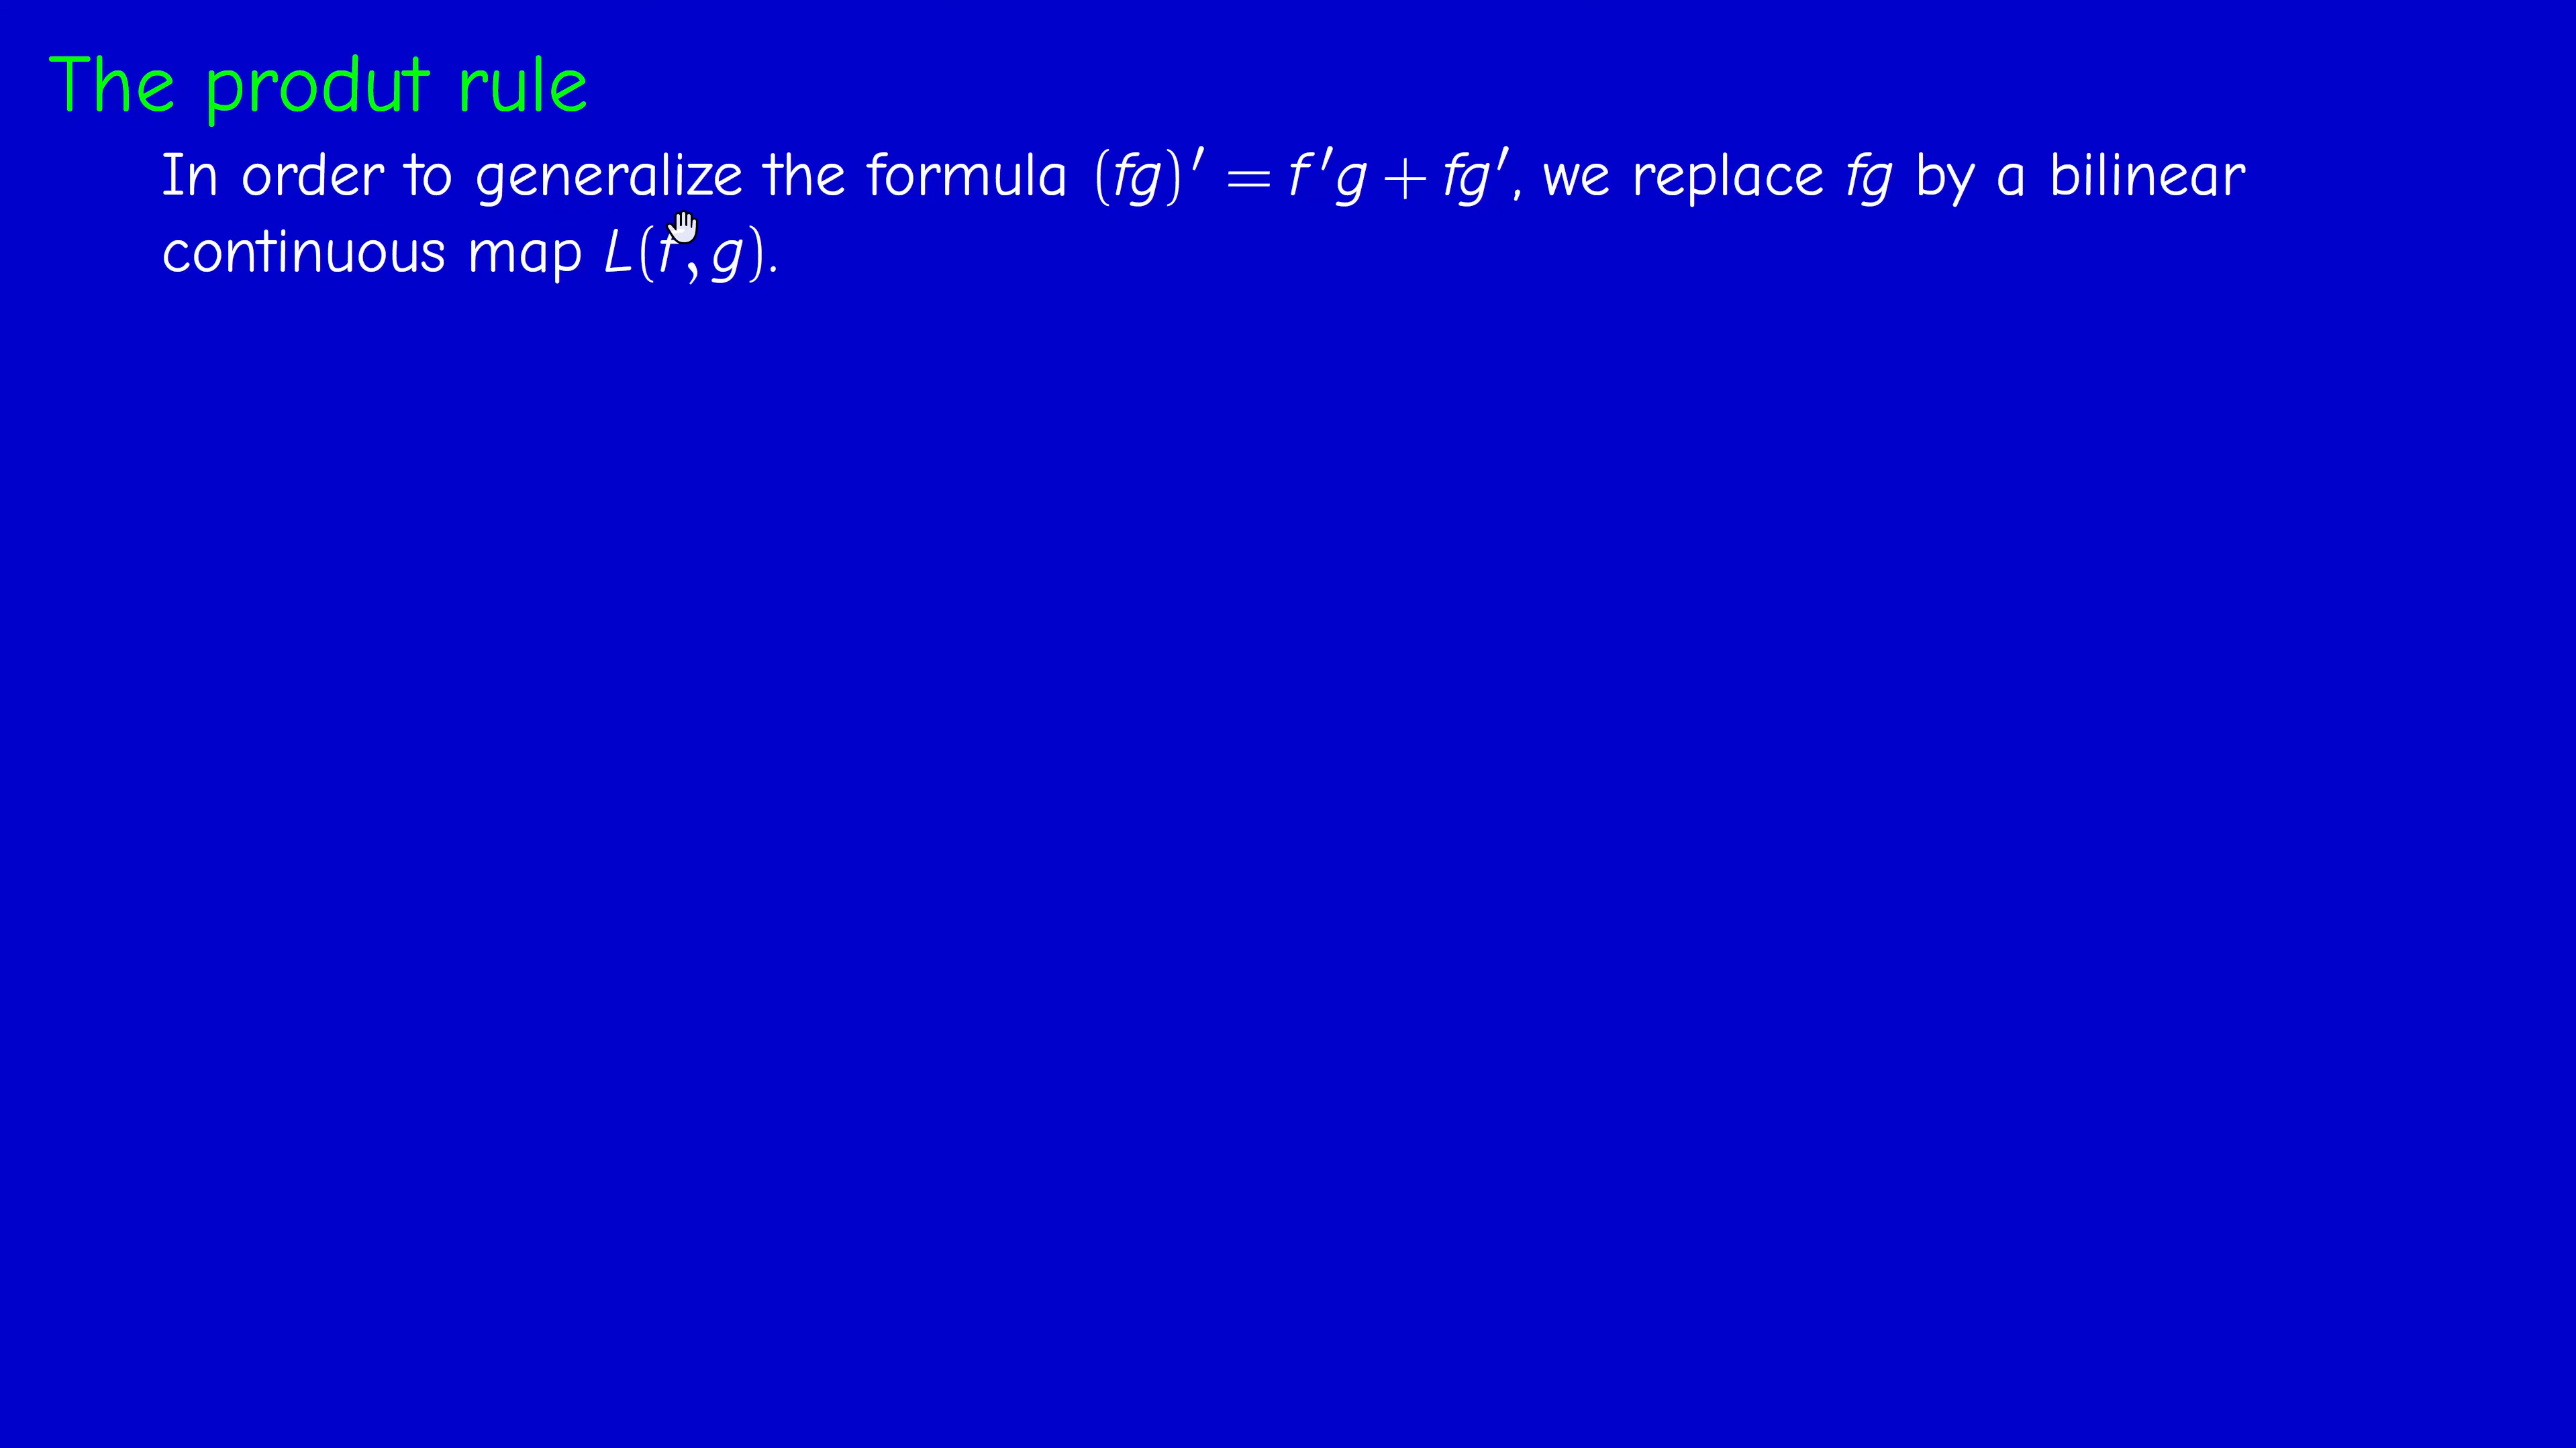 The produt rule
In order to generalize the formula (fg)′ = f′g + fg′, we replace fg by a bilinear
continuous map L(f, g).